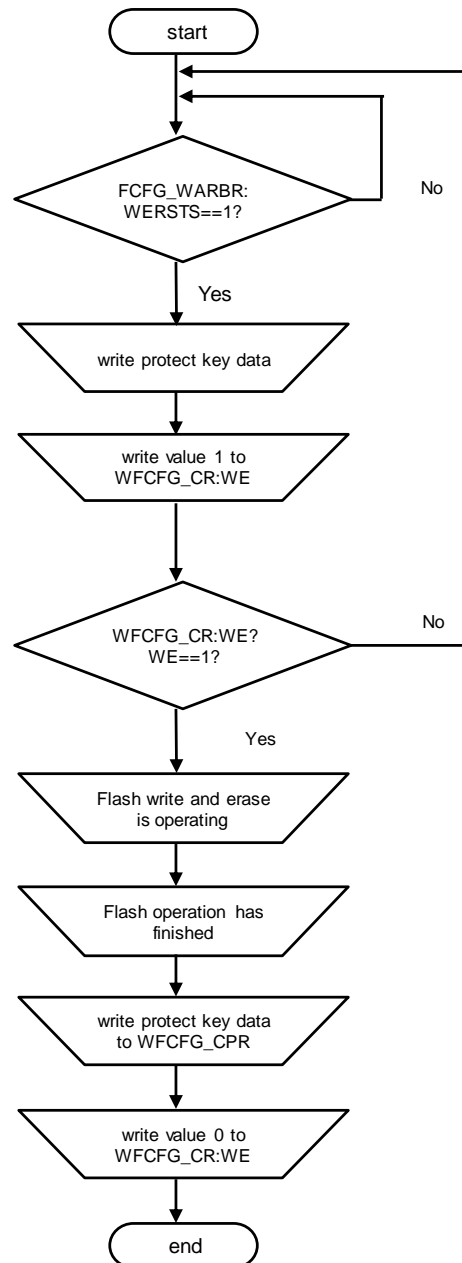 start
FCFG_WARBR:
WERSTS==1?
No
Yes
write protect key data
write value 1 to
WFCFG_CR:WE
WFCFG_CR:WE?
WE==1?
No
Yes
Flash write and erase
is operating
Flash operation has
finished
write protect key data
to WFCFG_CPR
write value 0 to
WFCFG_CR:WE
end